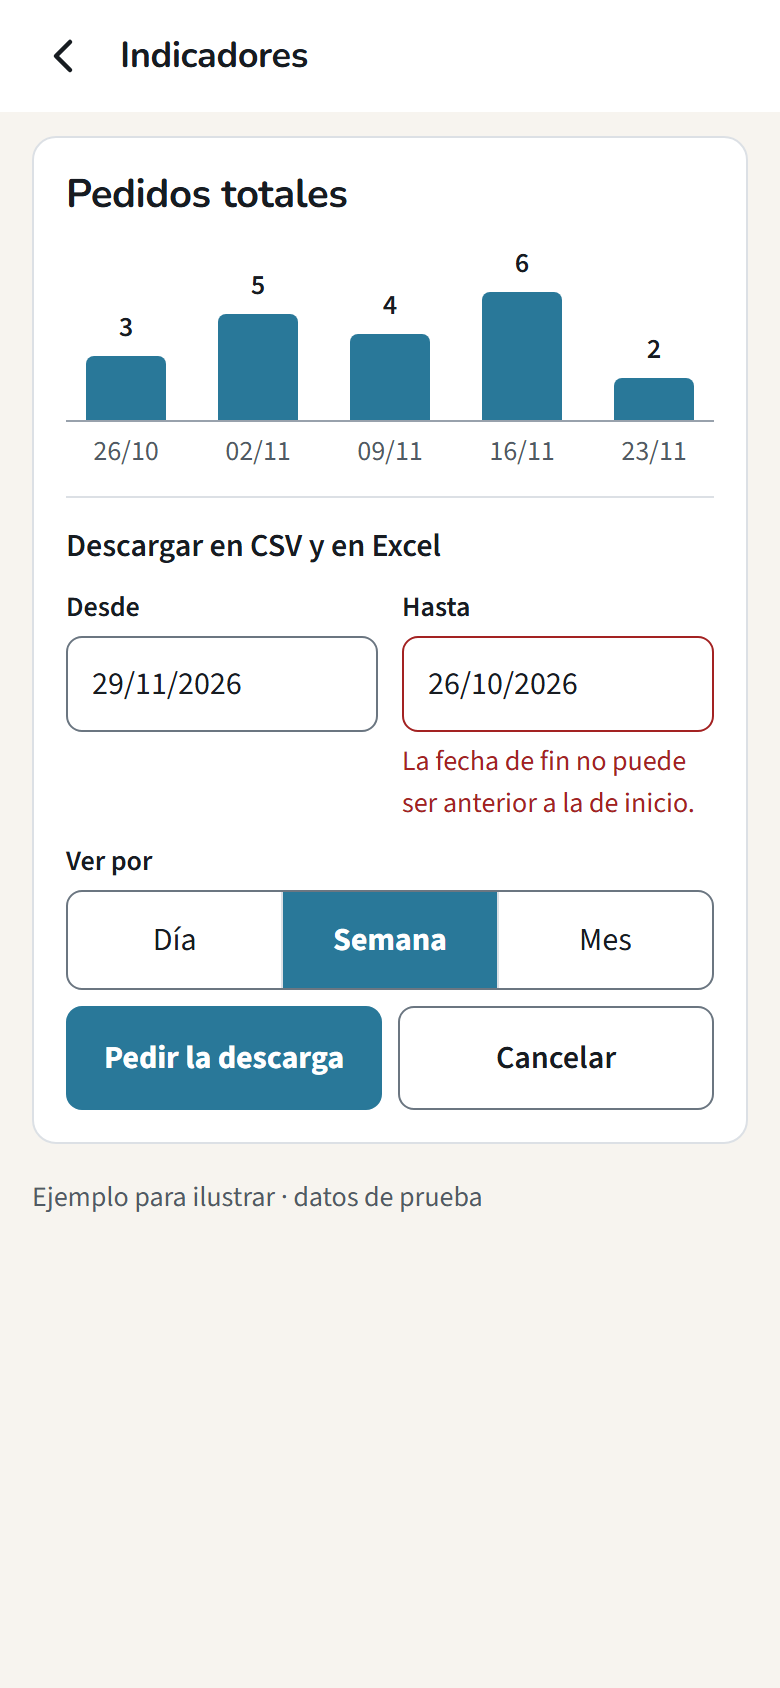 Indicadores
Pedidos totales
3
5
4
6
2
26/10
02/11
09/11
16/11
23/11
Descargar en CSV y en Excel
Desde
Hasta
29/11/2026
26/10/2026
La fecha de fin no puede
ser anterior a la de inicio.
Ver por
Día
Semana
Mes
Pedir la descarga
Cancelar
Ejemplo para ilustrar · datos de prueba